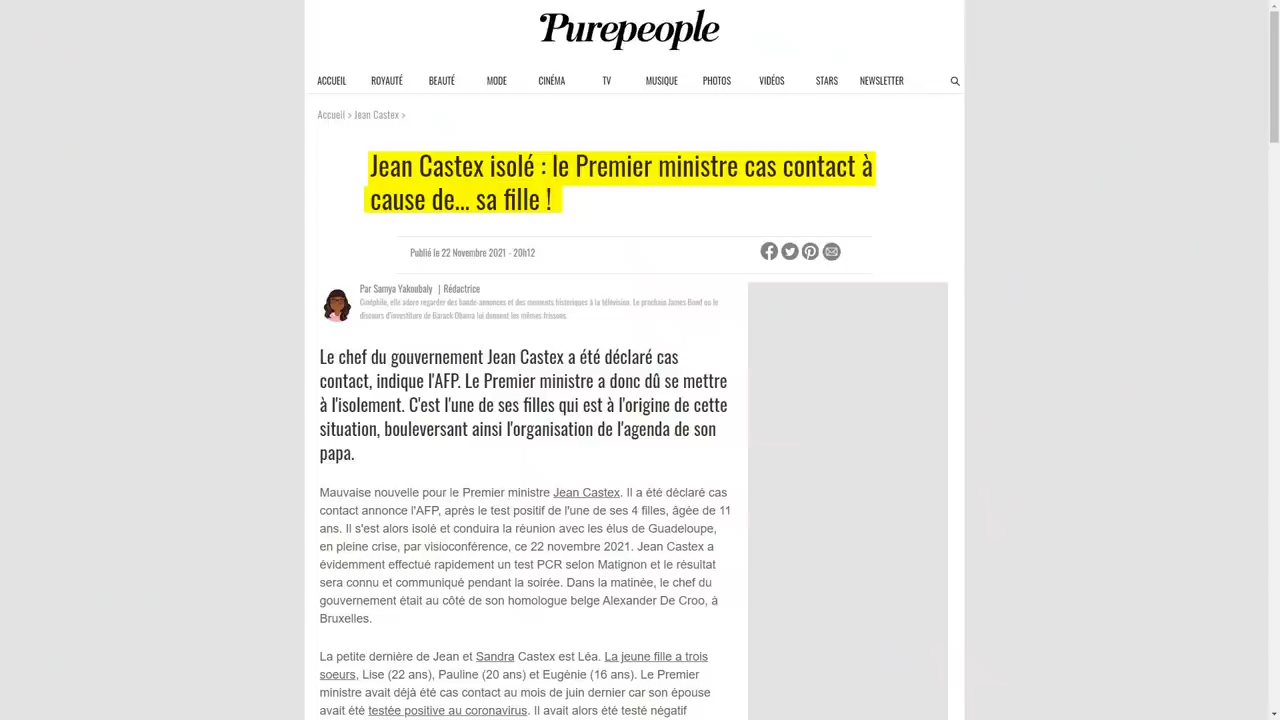 Purepeople
ACCUEIL ROYAUTÉ BEAUTÉ MODE CINÉMA TV MUSIQUE PHOTOS VIDÉOS STARS NEWSLETTER
Accueil > Jean Castex >
Jean Castex isolé : le Premier ministre cas contact à
cause de... sa fille !
Publié le 22 Novembre 2021 - 20h12
Par Samya Yakoubaly | Rédactrice
Cinéphile, elle adore regarder des bande-annonces et des moments historiques à la télévision. Le prochain James Bond ou le
discours d'investiture de Barack Obama lui donnent les mêmes frissons.
Le chef du gouvernement Jean Castex a été déclaré cas
contact, indique l'AFP. Le Premier ministre a donc dû se mettre
à l'isolement. C'est l'une de ses filles qui est à l'origine de cette
situation, bouleversant ainsi l'organisation de l'agenda de son
papa.
Mauvaise nouvelle pour le Premier ministre Jean Castex. Il a été déclaré cas
contact annonce l'AFP, après le test positif de l'une de ses 4 filles, âgée de 11
ans. Il s'est alors isolé et conduira la réunion avec les élus de Guadeloupe,
en pleine crise, par visioconférence, ce 22 novembre 2021. Jean Castex a
évidemment effectué rapidement un test PCR selon Matignon et le résultat
sera connu et communiqué pendant la soirée. Dans la matinée, le chef du
gouvernement était au côté de son homologue belge Alexander De Croo, à
Bruxelles.
La petite dernière de Jean et Sandra Castex est Léa. La jeune fille a trois
soeurs, Lise (22 ans), Pauline (20 ans) et Eugénie (16 ans). Le Premier
ministre avait déjà été cas contact au mois de juin dernier car son épouse
avait été testée positive au coronavirus. Il avait alors été testé négatif